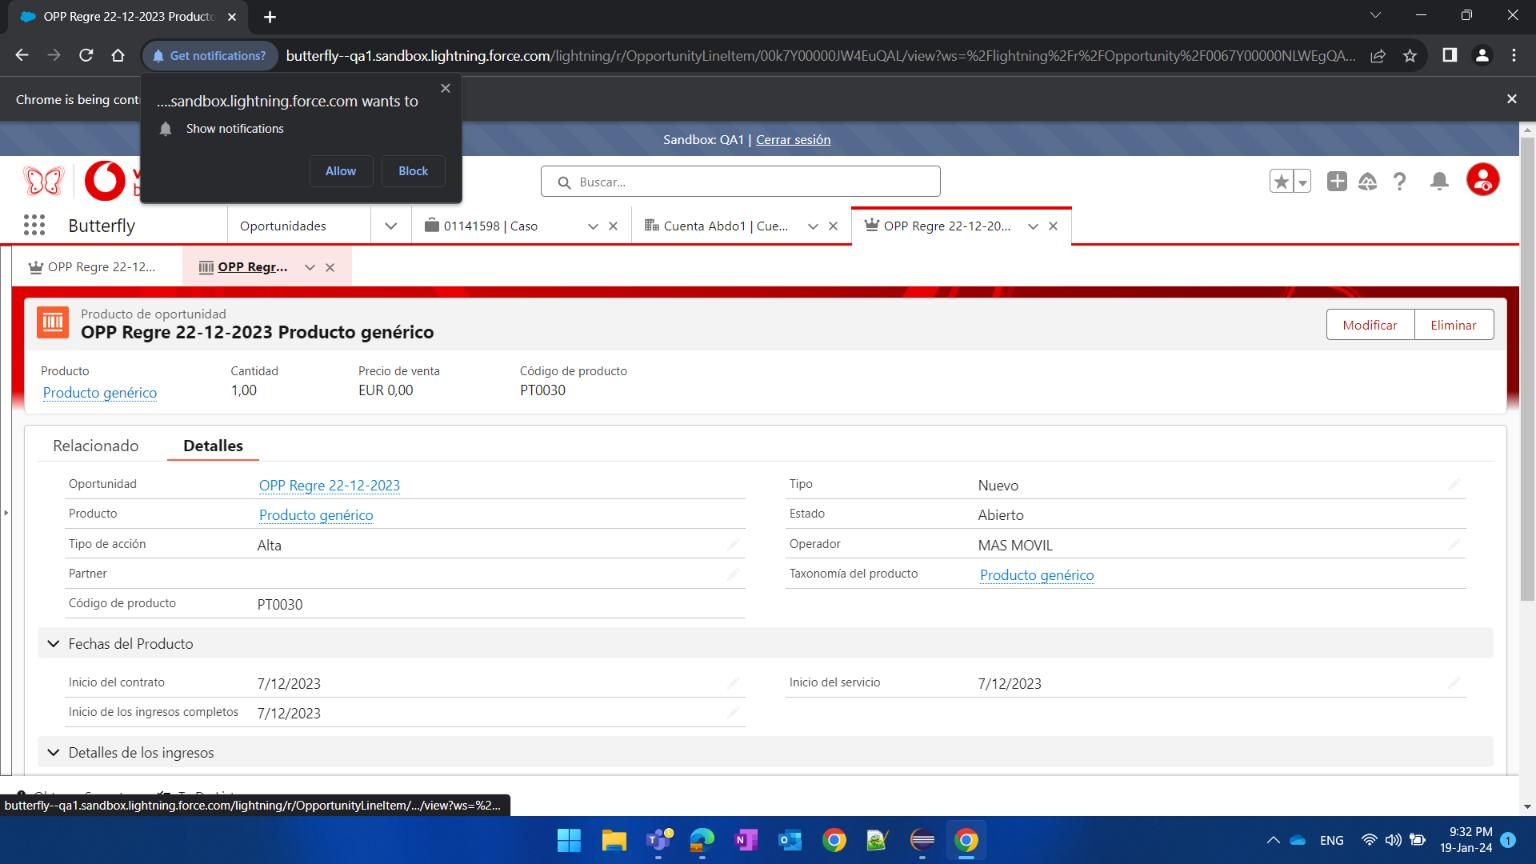 OPP Regre 22-12-2023 Producto
Get notifications?
butterfly--qa1.sandbox.lightning.force.com/lightning/r/OpportunityLineItem/00k7Y00000JW4EuQAL/view?ws=%2Flightning%2Fr%2FOpportunity%2F0067Y00000NLWEgQA...
Chrome is being cont
....sandbox.lightning.force.com wants to
Show notifications
Allow
Block
Sandbox: QA1 | Cerrar sesión
Buscar...
Butterfly
Oportunidades
01141598 | Caso
Cuenta Abdo1 | Cue...
OPP Regre 22-12-20...
OPP Regre 22-12...
OPP Regr...
Producto de oportunidad
OPP Regre 22-12-2023 Producto genérico
Modificar
Eliminar
Producto
Cantidad
Precio de venta
Código de producto
Producto genérico
1,00
EUR 0,00
PT0030
Relacionado
Detalles
Oportunidad
OPP Regre 22-12-2023
Tipo
Nuevo
Producto
Producto genérico
Estado
Abierto
Tipo de acción
Alta
Operador
MAS MOVIL
Partner
Taxonomía del producto
Producto genérico
Código de producto
PT0030
Fechas del Producto
Inicio del contrato
7/12/2023
Inicio del servicio
7/12/2023
Inicio de los ingresos completos
7/12/2023
Detalles de los ingresos
butterfly--qa1.sandbox.lightning.force.com/lightning/r/OpportunityLineItem/.../view?ws=%2...
ENG
9:32 PM
19-Jan-24
1